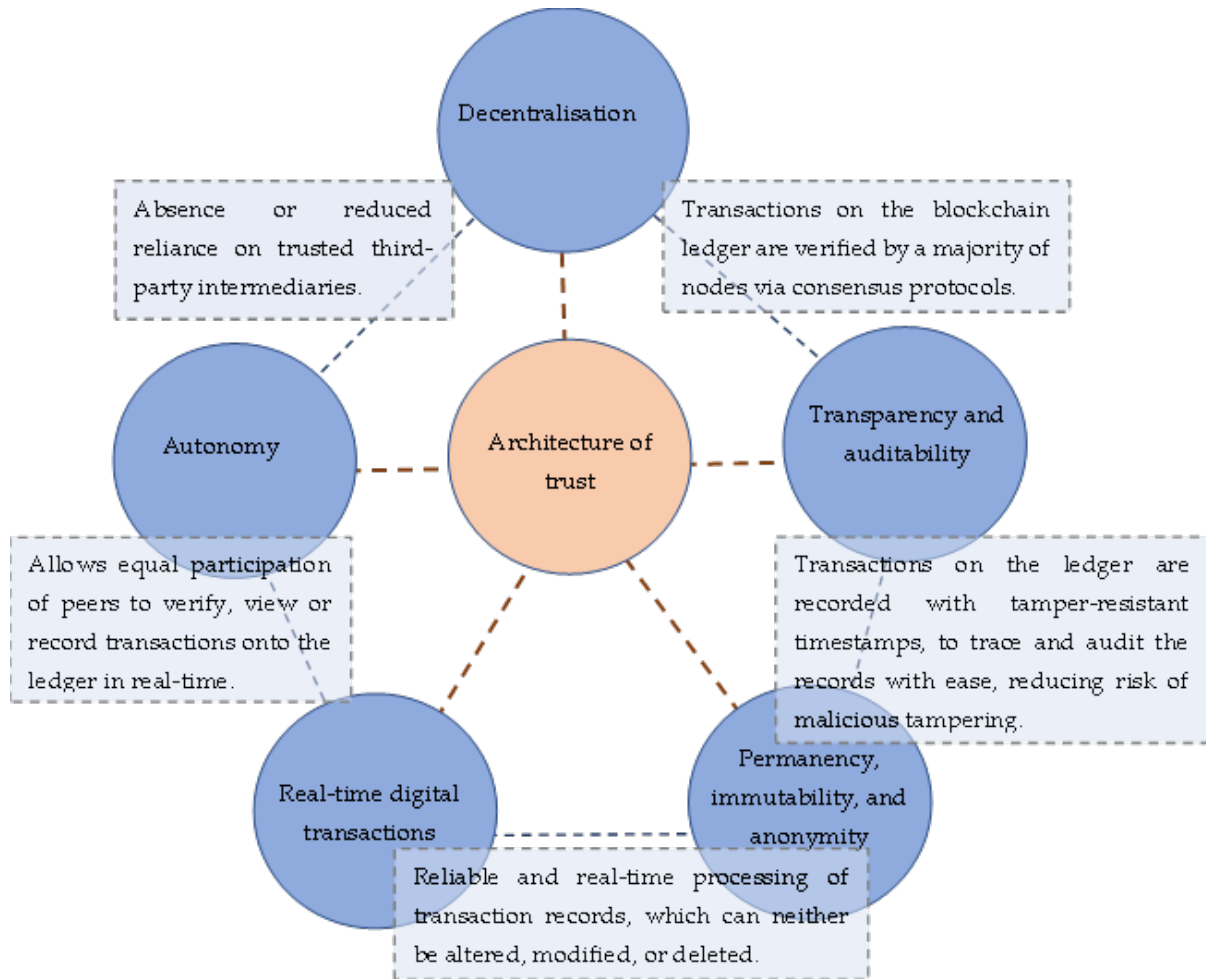 Decentralisation
Absence or reduced
reliance on trusted third-
party intermediaries.
Transactions on the blockchain
ledger are verified by a majority of
nodes via consensus protocols.
Autonomy
Architecture of
trust
Transparency and
auditability
Allows equal participation
of peers to verify, view or
record transactions onto the
ledger in real-time.
Transactions on the ledger are
recorded with tamper-resistant
timestamps, to trace and audit the
records with ease, reducing risk of
malicious tampering.
Real-time digital
transactions
Permanency,
immutability, and
anonymity
Reliable and real-time processing of
transaction records, which can neither
be altered, modified, or deleted.